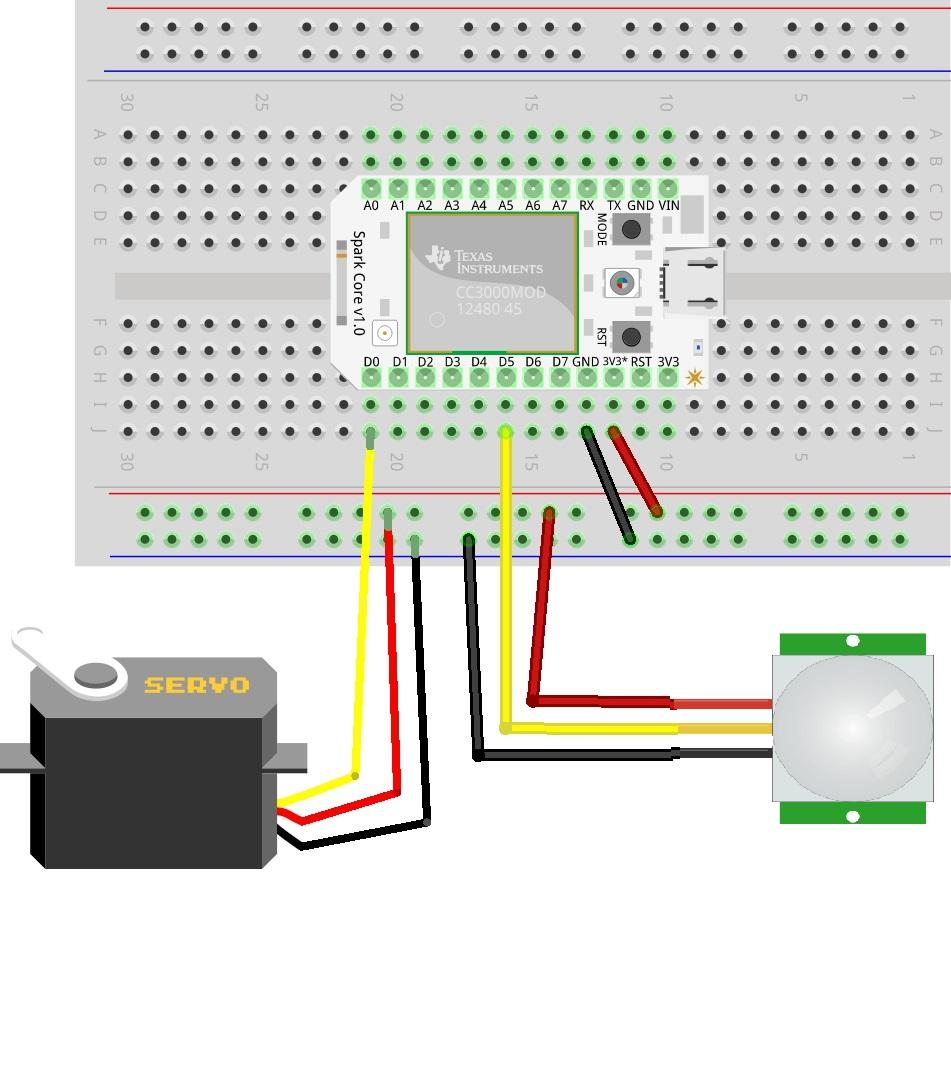 30 25 20 15 10 5 1
A A
B B
C C
D D
E E
A0 A1 A2 A3 A4 A5 A6 A7 RX TX GND VIN
MODE
Spark Core v1.0
TEXAS
INSTRUMENTS
CC3000MOD
12480 45
RST
D0 D1 D2 D3 D4 D5 D6 D7 GND 3V3* RST 3V3
F F
G G
H H
I I
J J
30 25 20 15 10 5 1
SERVO